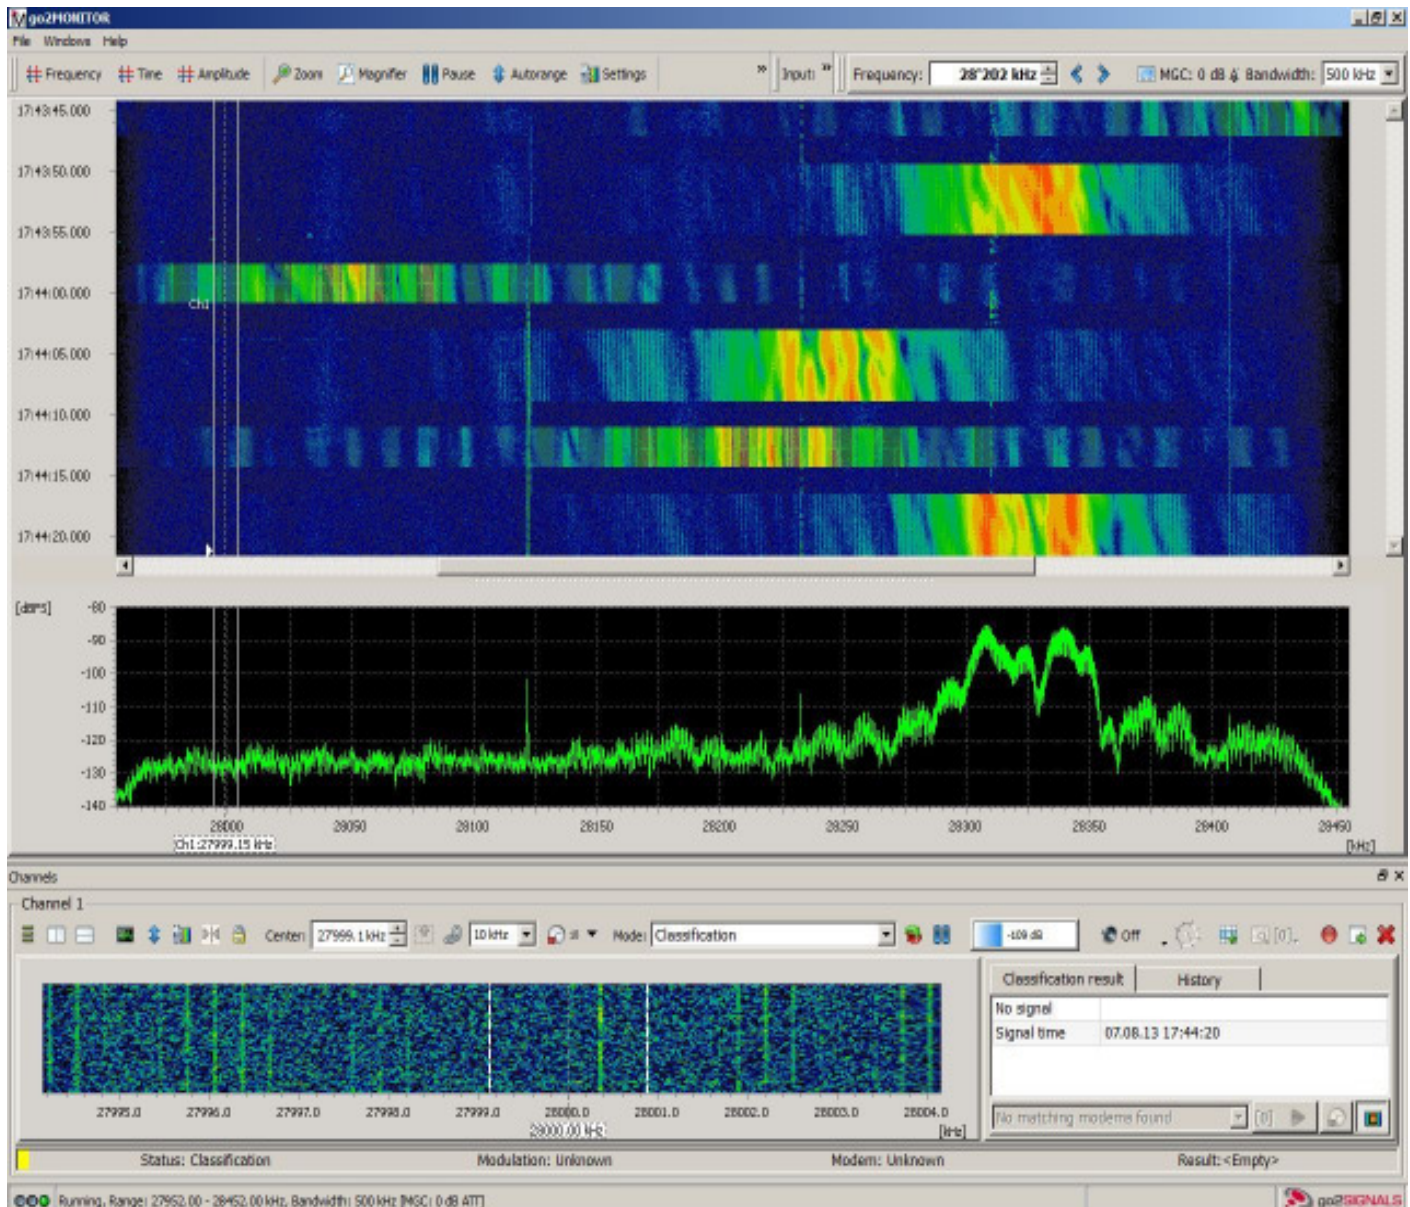 go2MONITOR
File Windows Help
Frequency Time Amplitude Zoom Magnifier Pause Autorange Settings » Input: » Frequency: 28°202 kHz MGC: 0 dB Bandwidth: 500 kHz
17:43:45.000
17:43:50.000
17:43:55.000
17:44:00.000
Ch1
17:44:05.000
17:44:10.000
17:44:15.000
17:44:20.000
[dBFS]
-80
-90
-100
-110
-120
-130
-140
28000 28050 28100 28150 28200 28250 28300 28350 28400 28450
Ch1:27999.15 kHz [kHz]
Channels
Channel 1
Center: 27999.1 kHz 10 kHz Mode: Classification -109 dB Off [0]
Classification result History
No signal
Signal time 07.08.13 17:44:20
27995.0 27996.0 27997.0 27998.0 27999.0 28000.0 28001.0 28002.0 28003.0 28004.0
28000.00 kHz [kHz]
No matching modems found [0]
Status: Classification Modulation: Unknown Modem: Unknown Result: <Empty>
Running, Range: 27952.00 - 28452.00 kHz, Bandwidth: 500 kHz [MGC: 0 dB ATT] go2SIGNALS